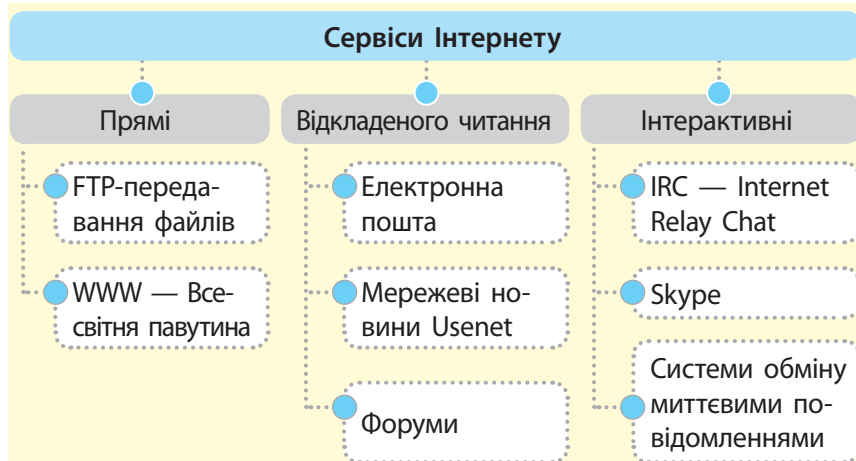 Сервіси Інтернету
Прямі
FTP-переда-
вання файлів
WWW — Все-
світня павутина
Відкладеного читання
Електронна
пошта
Мережеві но-
вини Usenet
Форуми
Інтерактивні
IRC — Internet
Relay Chat
Skype
Системи обміну
миттєвими по-
відомленнями